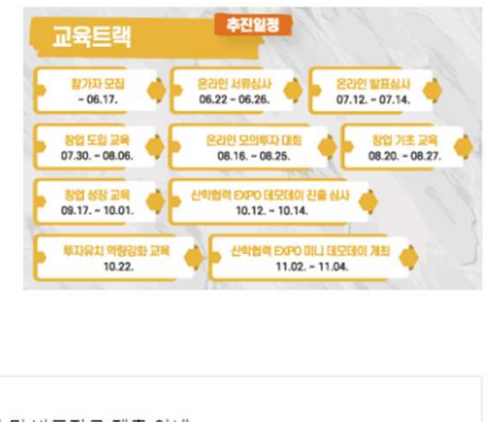 교육트랙
추진일정
참가자 모집
~ 06.17.
온라인 서류심사
06.22 ~ 06.26.
온라인 발표심사
07.12. ~ 07.14.
창업 도입 교육
07.30. ~ 08.06.
온라인 모의투자 대회
08.16. ~ 08.25.
창업 기초 교육
08.20. ~ 08.27.
창업 성장 교육
09.17. ~ 10.01.
산학협력 EXPO 데모데이 진출 심사
10.12. ~ 10.14.
투자유치 역량강화 교육
10.22.
산학협력 EXPO 미니 데모데이 개최
11.02. ~ 11.04.